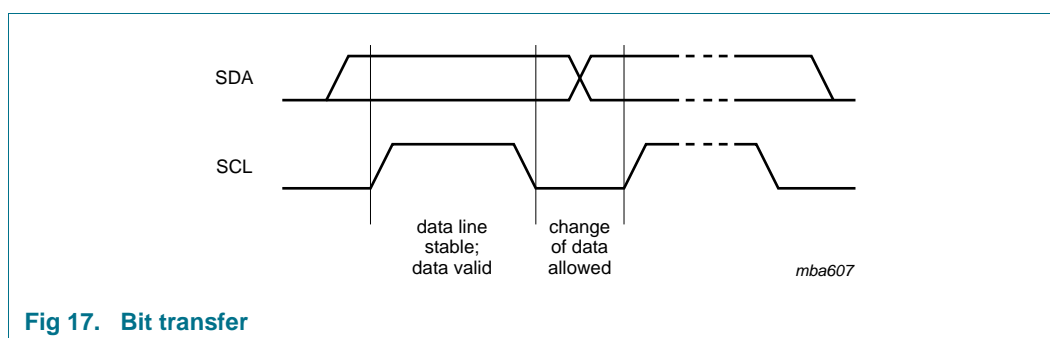 SDA
SCL
data line
stable;
data valid
change
of data
allowed
mba607
Fig 17. Bit transfer